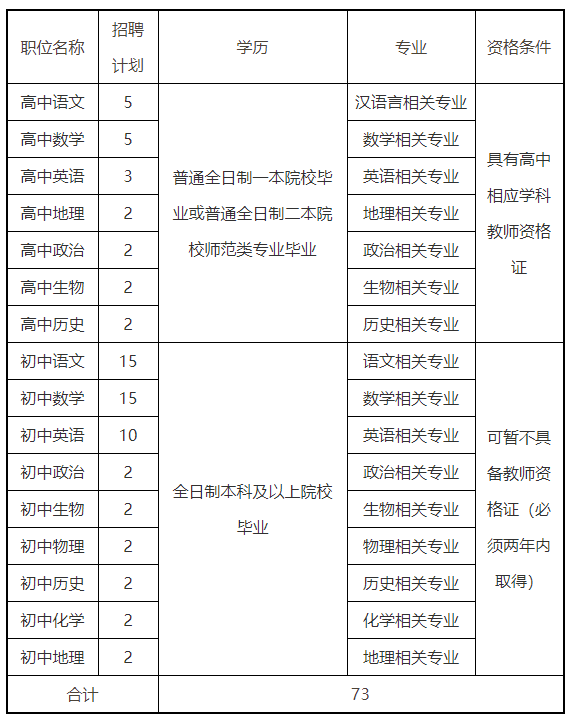 职位名称 招聘计划 学历 专业 资格条件
高中语文 5 普通全日制一本院校毕业或普通全日制二本院校师范类专业毕业 汉语言相关专业 具有高中相应学科教师资格证
高中数学 5 数学相关专业
高中英语 3 英语相关专业
高中地理 2 地理相关专业
高中政治 2 政治相关专业
高中生物 2 生物相关专业
高中历史 2 历史相关专业
初中语文 15 全日制本科及以上院校毕业 语文相关专业 可暂不具备教师资格证（必须两年内取得）
初中数学 15 数学相关专业
初中英语 10 英语相关专业
初中政治 2 政治相关专业
初中生物 2 生物相关专业
初中物理 2 物理相关专业
初中历史 2 历史相关专业
初中化学 2 化学相关专业
初中地理 2 地理相关专业
合计 73